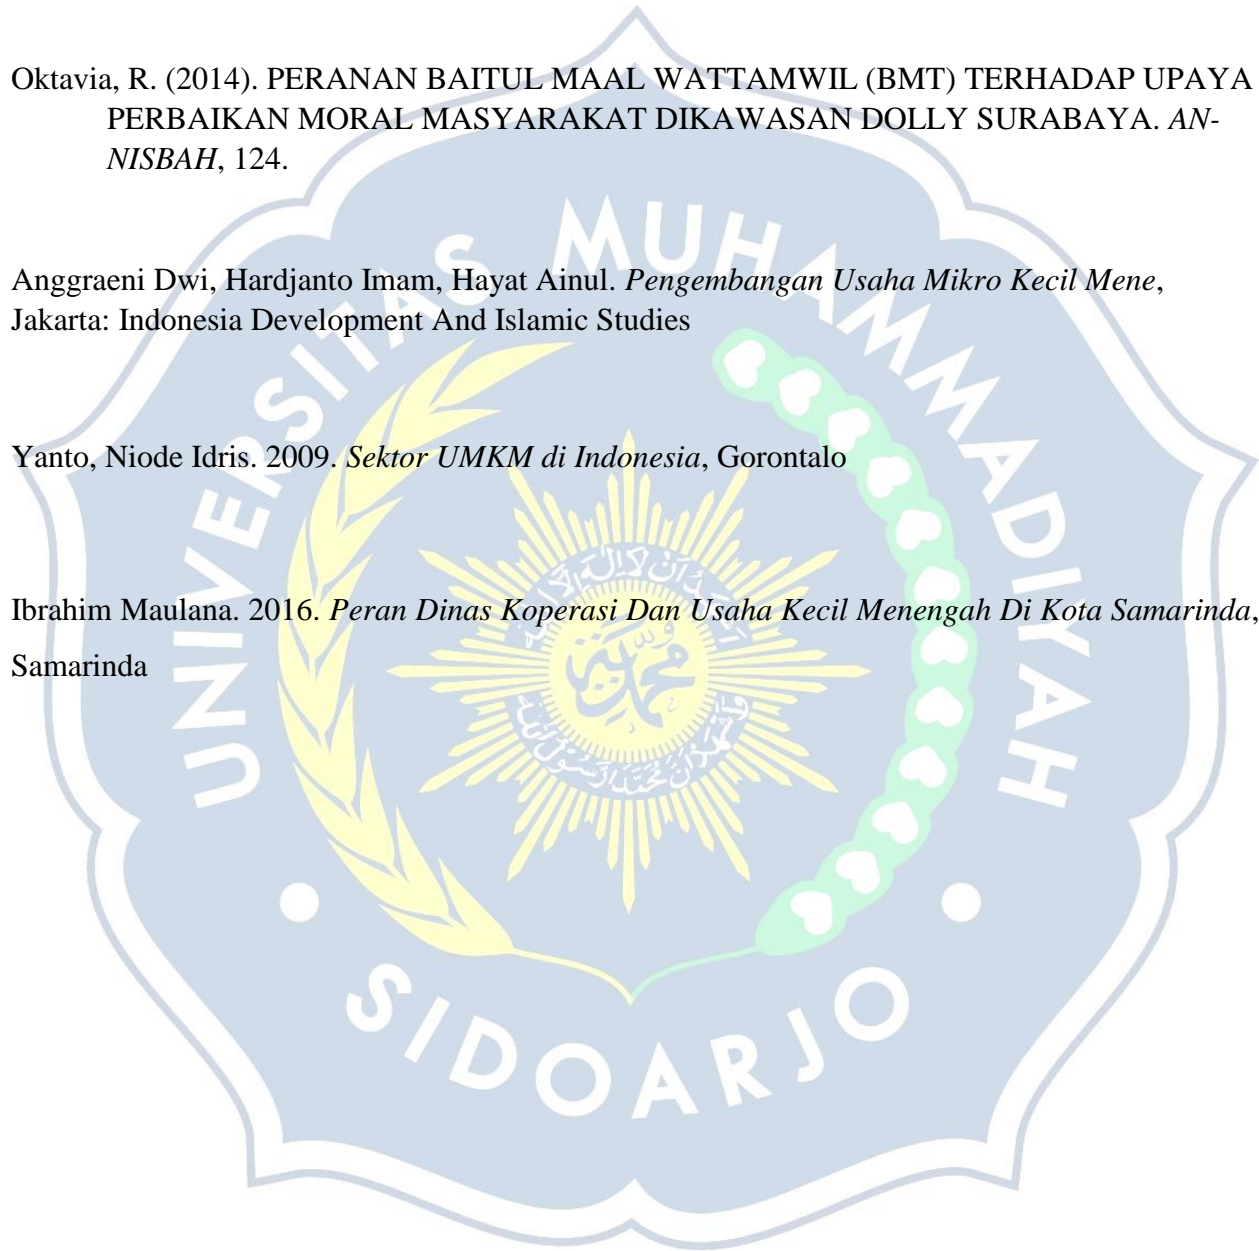 Oktavia, R. (2014). PERANAN BAITUL MAAL WATTAMWIL (BMT) TERHADAP UPAYA
PERBAIKAN MORAL MASYARAKAT DIKAWASAN DOLLY SURABAYA. AN-
NISBAH, 124.
Anggraeni Dwi, Hardjanto Imam, Hayat Ainul. Pengembangan Usaha Mikro Kecil Mene,
Jakarta: Indonesia Development And Islamic Studies
Yanto, Niode Idris. 2009. Sektor UMKM di Indonesia, Gorontalo
Ibrahim Maulana. 2016. Peran Dinas Koperasi Dan Usaha Kecil Menengah Di Kota Samarinda,
Samarinda
UNIVERSITAS MUHAMMADIYAH
SIDOARJO